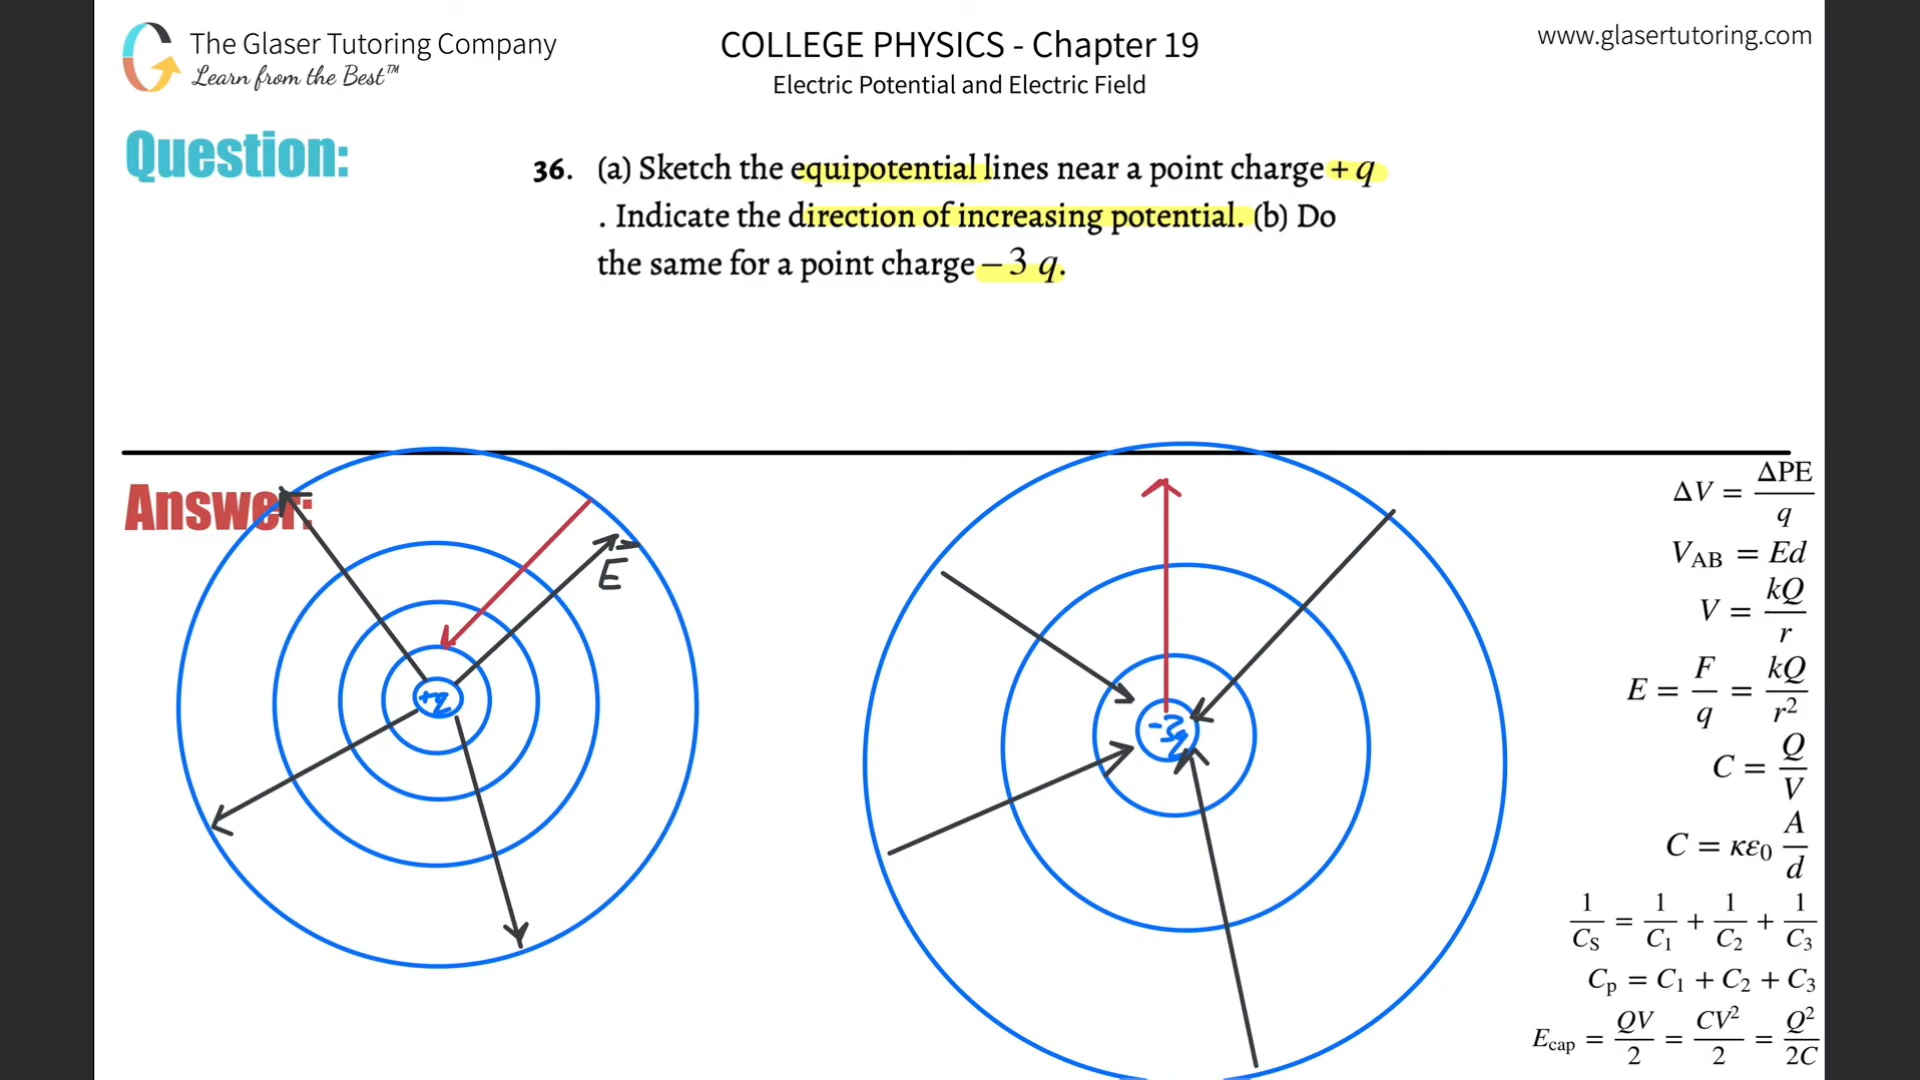 The Glaser Tutoring Company
Learn from the Best™
COLLEGE PHYSICS - Chapter 19
Electric Potential and Electric Field
www.glasertutoring.com
Question:
36. (a) Sketch the equipotential lines near a point charge + q
. Indicate the direction of increasing potential. (b) Do
the same for a point charge – 3 q.
Answer:
E
+q
-3q
ΔV = ΔPE/q
V_AB = Ed
V = kQ/r
E = F/q = kQ/r²
C = Q/V
C = κε₀ A/d
1/C_S = 1/C₁ + 1/C₂ + 1/C₃
C_p = C₁ + C₂ + C₃
E_cap = QV/2 = CV²/2 = Q²/2C